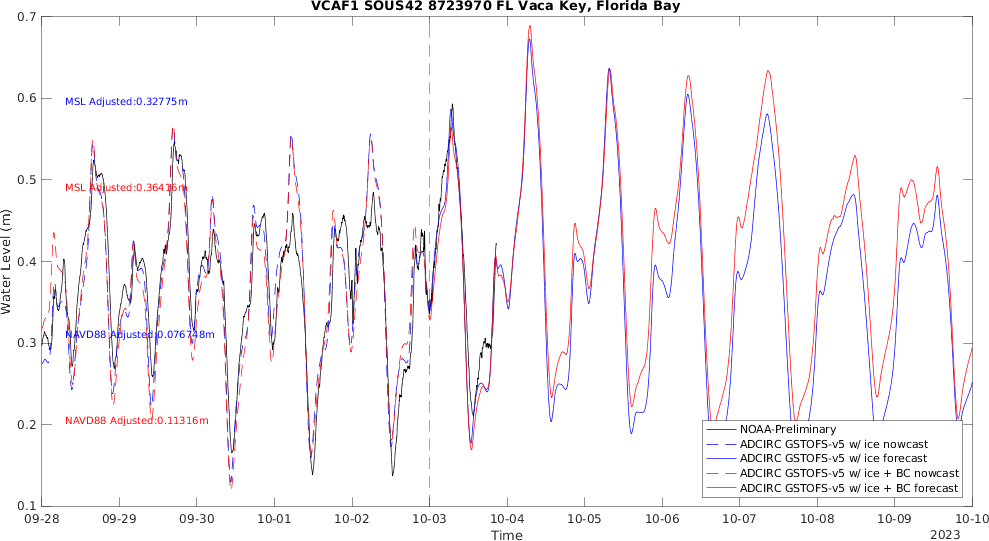 VCAF1 SOUS42 8723970 FL Vaca Key, Florida Bay
0.7
0.6
0.5
0.4
0.3
0.2
0.1
Water Level (m)
MSL Adjusted:0.32775m
MSL Adjusted:0.36416m
NAVD88 Adjusted:0.076748m
NAVD88 Adjusted:0.11316m
NOAA-Preliminary
ADCIRC GSTOFS-v5 w/ ice nowcast
ADCIRC GSTOFS-v5 w/ ice forecast
ADCIRC GSTOFS-v5 w/ ice + BC nowcast
ADCIRC GSTOFS-v5 w/ ice + BC forecast
09-28 09-29 09-30 10-01 10-02 10-03 10-04 10-05 10-06 10-07 10-08 10-09 10-10
Time
2023